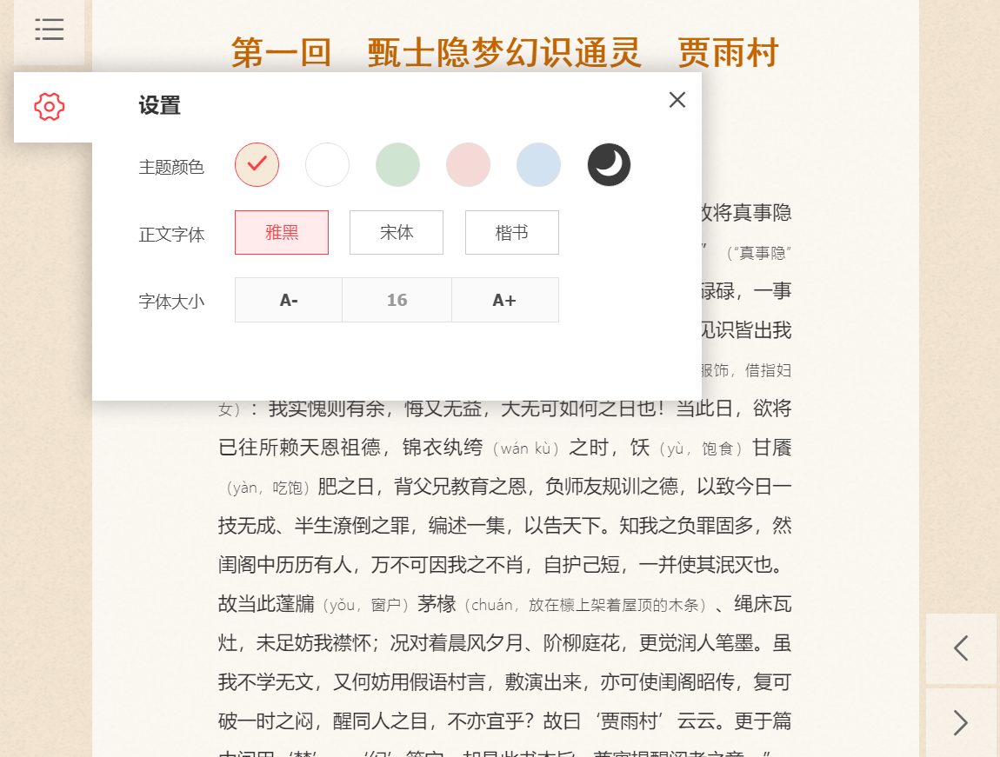 第一回　甄士隐梦幻识通灵　贾雨村
设置
主题颜色
正文字体
雅黑
宋体
楷书
字体大小
A-
16
A+
故将真事隐
”（“真事隐”
碌碌，一事
见识皆出我
服饰，借指妇
女）：我实愧则有余，悔又无益，大无可如何之日也！当此日，欲将
已往所赖天恩祖德，锦衣纨绔（wán kù）之时，饫（yù，饱食）甘餍
（yàn，吃饱）肥之日，背父兄教育之恩，负师友规训之德，以致今日一
技无成、半生潦倒之罪，编述一集，以告天下。知我之负罪固多，然
闺阁中历历有人，万不可因我之不肖，自护己短，一并使其泯灭也。
故当此蓬牖（yǒu，窗户）茅椽（chuán，放在檩上架着屋顶的木条）、绳床瓦
灶，未足妨我襟怀；况对着晨风夕月、阶柳庭花，更觉润人笔墨。虽
我不学无文，又何妨用假语村言，敷演出来，亦可使闺阁昭传，复可
破一时之闷，醒同人之目，不亦宜乎？故曰‘贾雨村’云云。更于篇